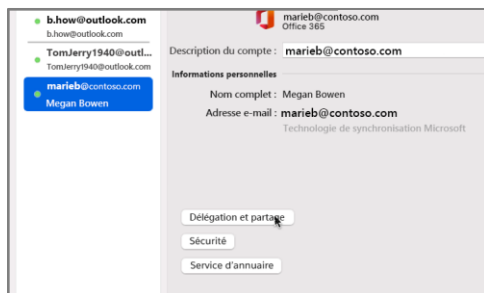 b.how@outlook.com
b.how@outlook.com
TomJerry1940@outl...
TomJerry1940@outlook.com
marieb@contoso.com
Megan Bowen
marieb@contoso.com
Office 365
Description du compte : marieb@contoso.com
Informations personnelles
Nom complet : Megan Bowen
Adresse e-mail : marieb@contoso.com
Technologie de synchronisation Microsoft
Délégation et partage
Sécurité
Service d'annuaire